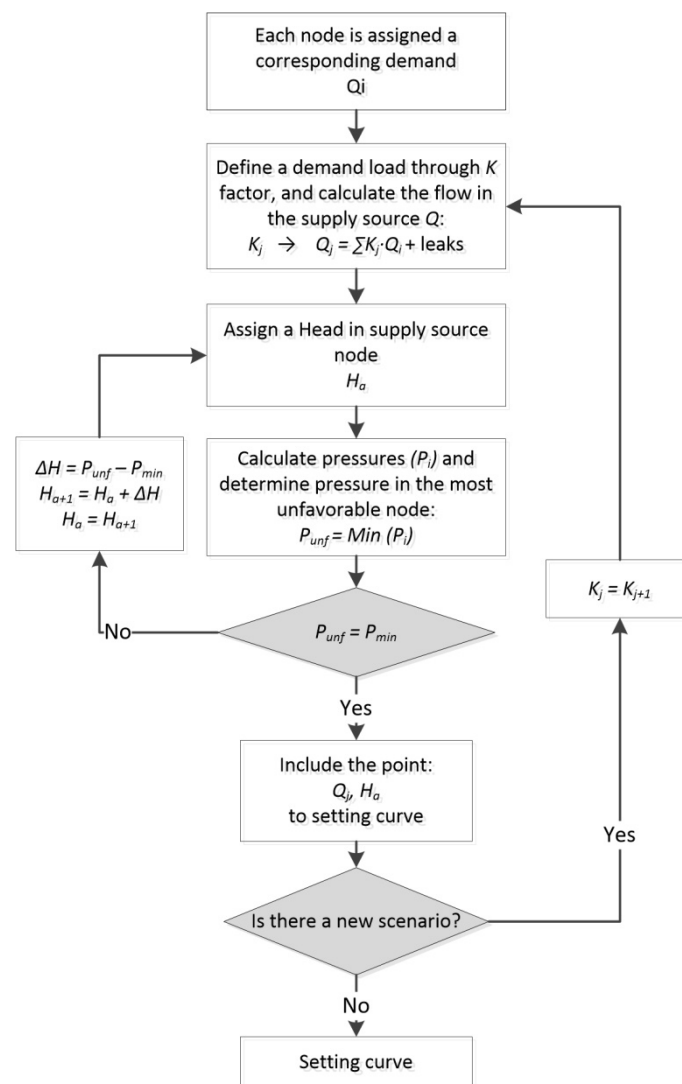 Each node is assigned a
corresponding demand
Qi
Define a demand load through K
factor, and calculate the flow in
the supply source Q:
Kj → Qj = ∑Kj·Qi + leaks
Assign a Head in supply source
node
Ha
ΔH = Punf – Pmin
Ha+1 = Ha + ΔH
Ha = Ha+1
Calculate pressures (Pi) and
determine pressure in the most
unfavorable node:
Punf = Min (Pi)
Kj = Kj+1
No
Punf = Pmin
Yes
Include the point:
Qj, Ha
to setting curve
Yes
Is there a new scenario?
No
Setting curve